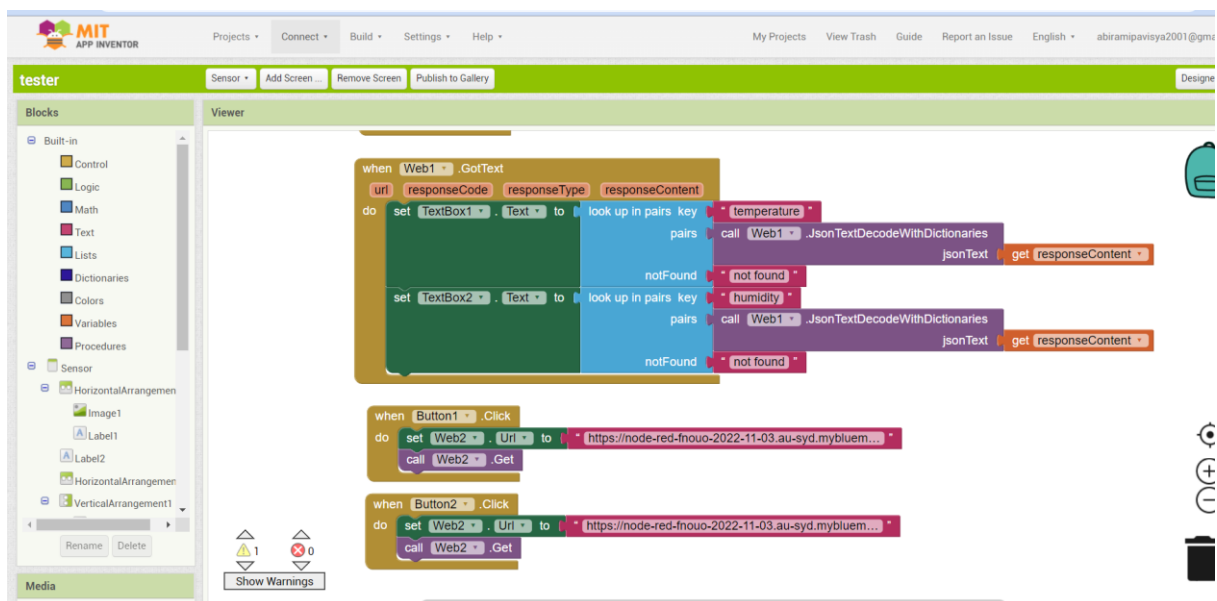 MIT
APP INVENTOR
Projects Connect Build Settings Help My Projects View Trash Guide Report an Issue English abiramipavisya2001@gma
tester Sensor Add Screen ... Remove Screen Publish to Gallery Designe
Blocks
Viewer
Built-in
Control
Logic
Math
Text
Lists
Dictionaries
Colors
Variables
Procedures
Sensor
HorizontalArrangemen
Image1
Label1
Label2
HorizontalArrangemen
VerticalArrangement1
Rename Delete
Media
when Web1 .GotText
url responseCode responseType responseContent
do set TextBox1 . Text to look up in pairs key " temperature "
pairs call Web1 .JsonTextDecodeWithDictionaries
jsonText get responseContent
notFound " not found "
set TextBox2 . Text to look up in pairs key " humidity "
pairs call Web1 .JsonTextDecodeWithDictionaries
jsonText get responseContent
notFound " not found "
when Button1 .Click
do set Web2 . Url to " https://node-red-fnouo-2022-11-03.au-syd.mybluem... "
call Web2 .Get
when Button2 .Click
do set Web2 . Url to " https://node-red-fnouo-2022-11-03.au-syd.mybluem... "
call Web2 .Get
1 0
Show Warnings